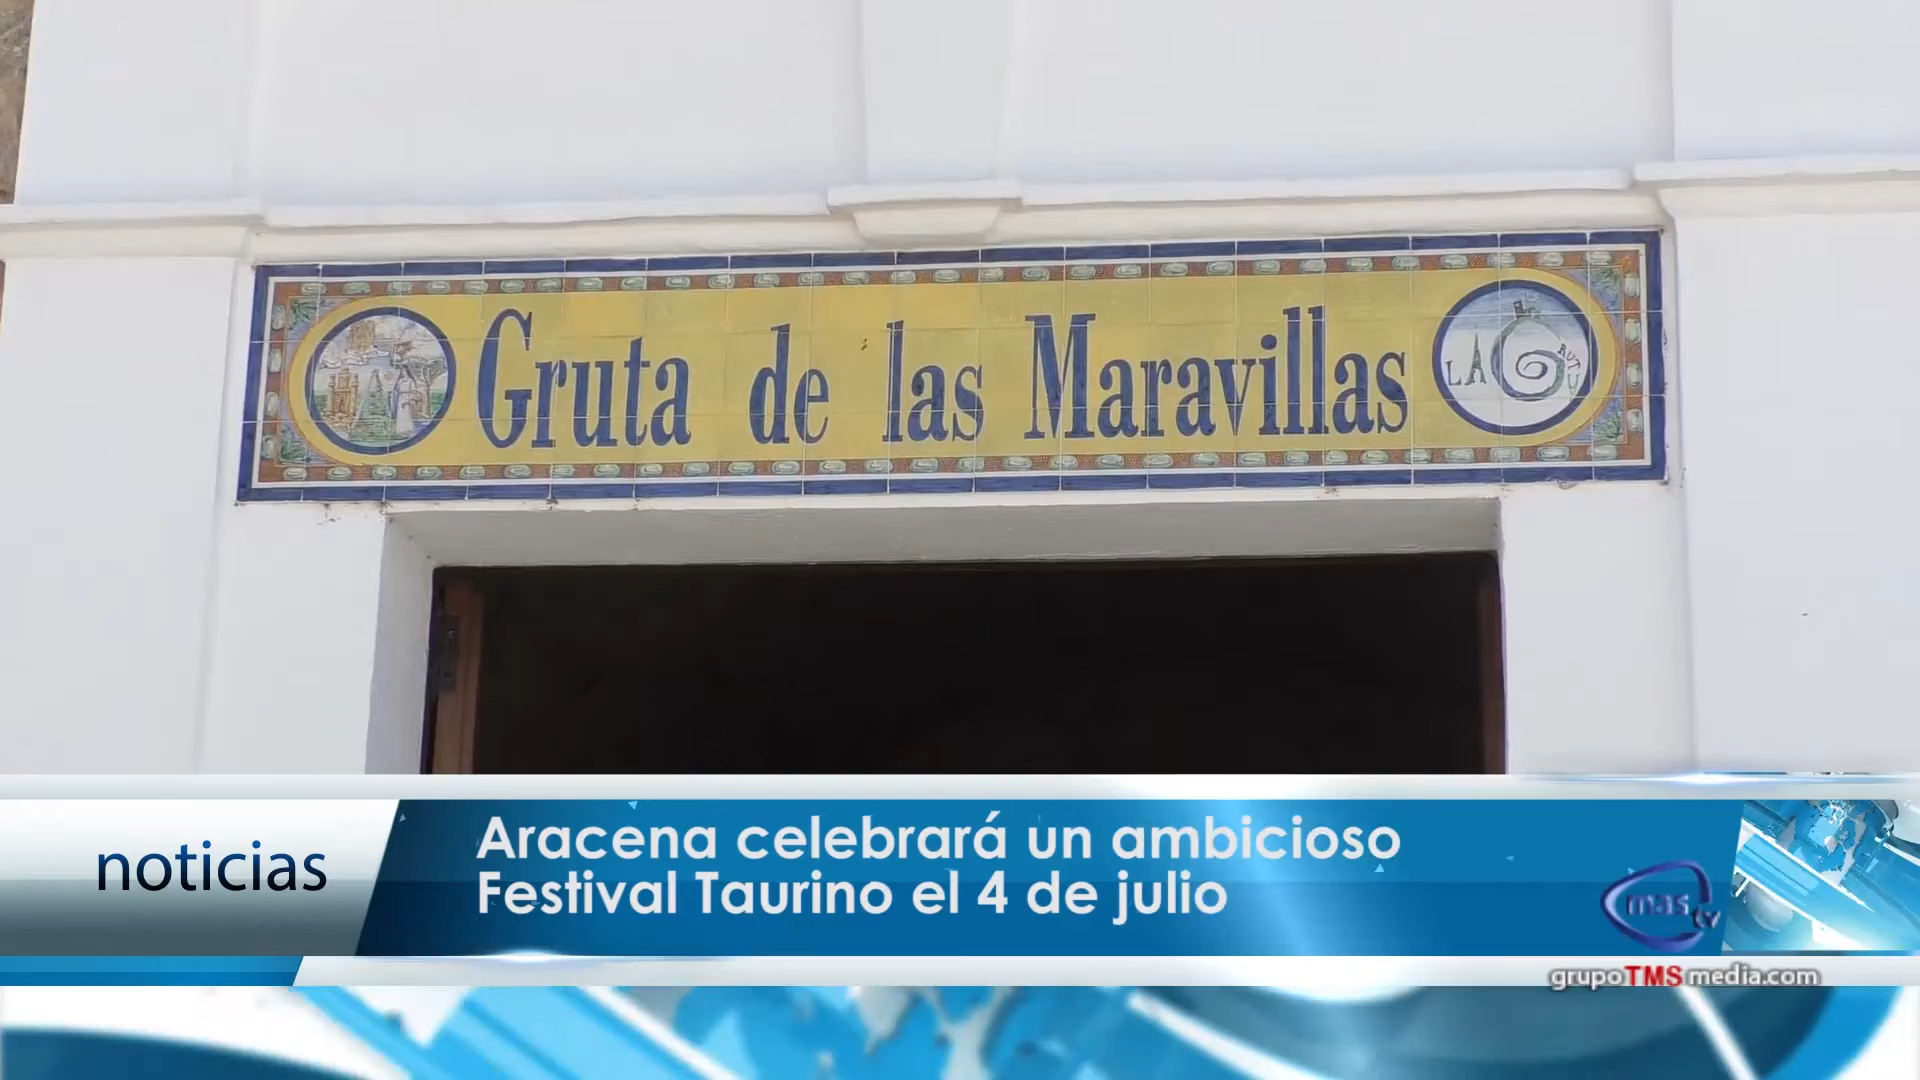 Gruta de las Maravillas
LA GRUTA
noticias
Aracena celebrará un ambicioso
Festival Taurino el 4 de julio
mas tv
grupoTMSmedia.com